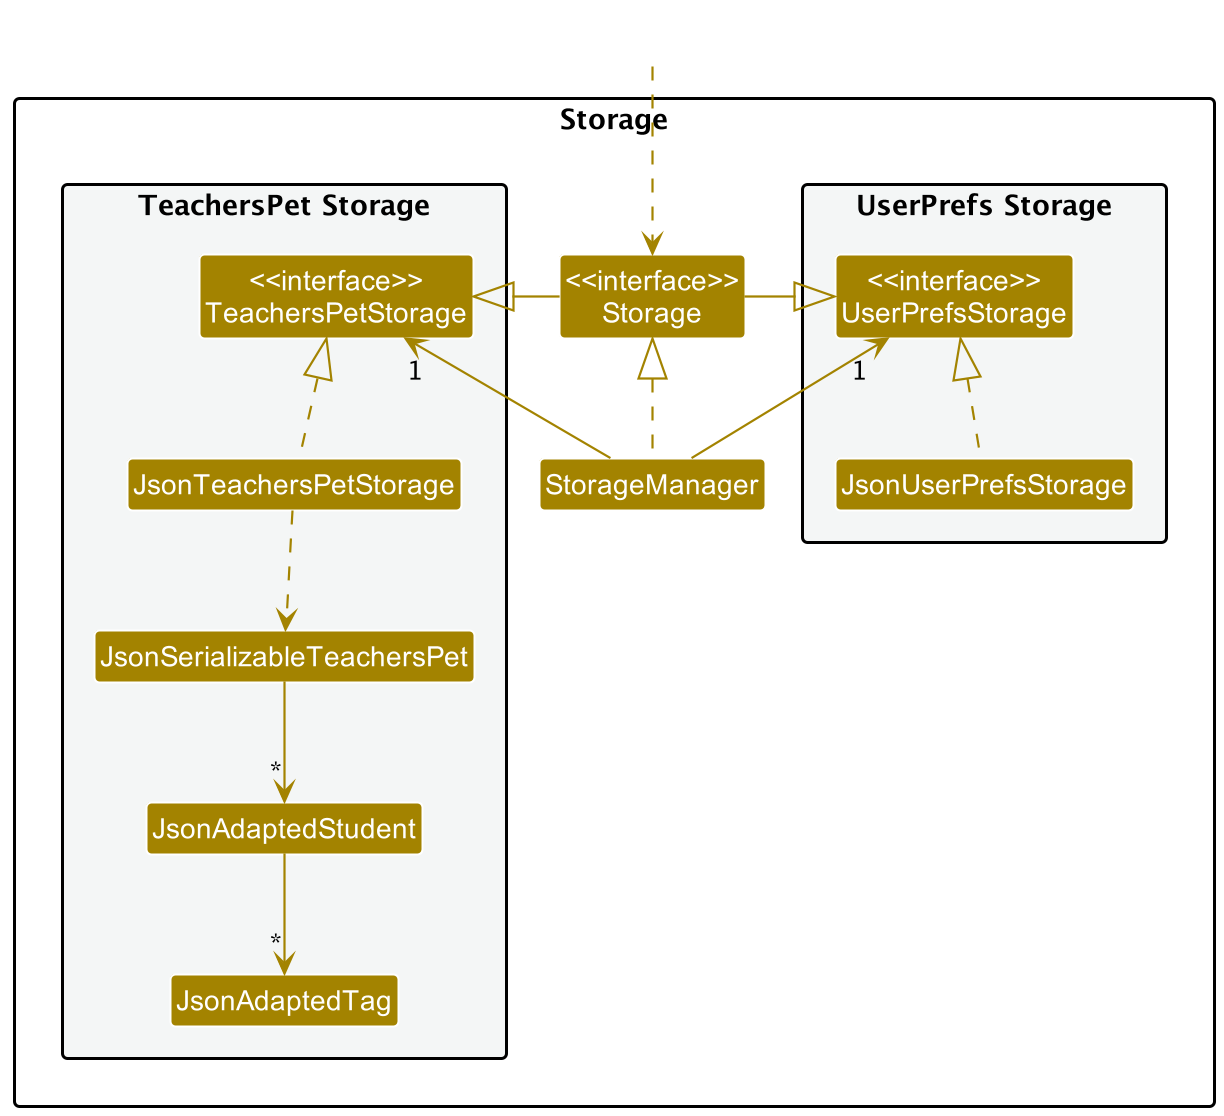 Storage
TeachersPet Storage
UserPrefs Storage
<<interface>>
TeachersPetStorage
<<interface>>
Storage
<<interface>>
UserPrefsStorage
1
1
JsonTeachersPetStorage
StorageManager
JsonUserPrefsStorage
JsonSerializableTeachersPet
*
JsonAdaptedStudent
*
JsonAdaptedTag